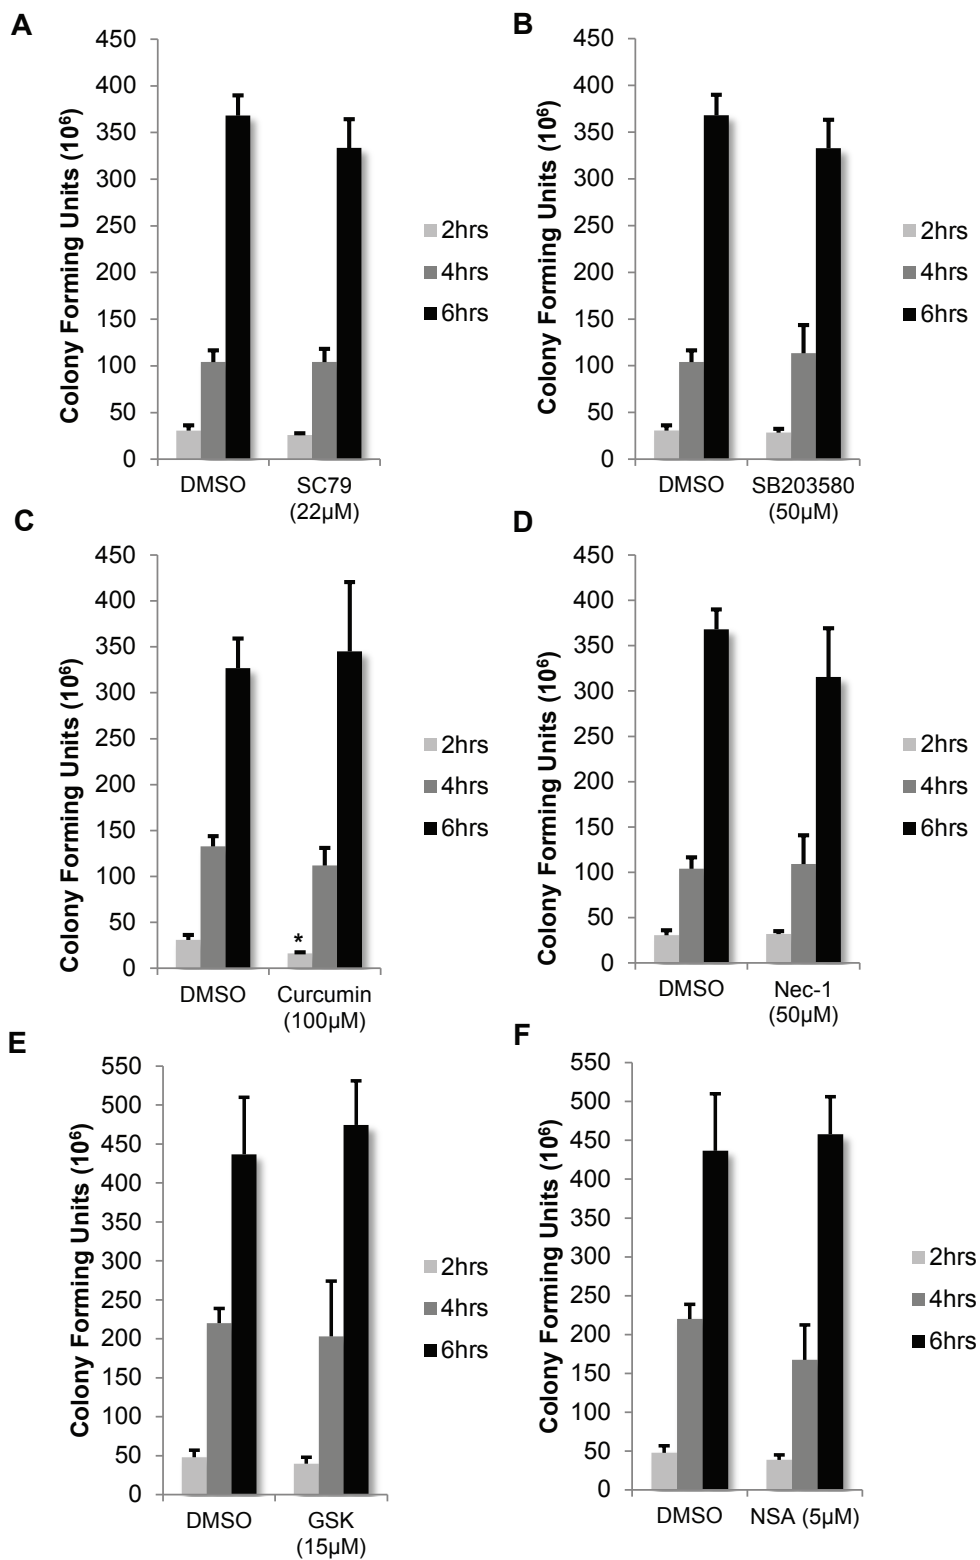 A
Colony Forming Units (10⁶)
450
400
350
300
250
200
150
100
50
0
DMSO
SC79
(22µM)
2hrs
4hrs
6hrs
B
Colony Forming Units (10⁶)
450
400
350
300
250
200
150
100
50
0
DMSO
SB203580
(50µM)
2hrs
4hrs
6hrs
C
Colony Forming Units (10⁶)
450
400
350
300
250
200
150
100
50
0
*
DMSO
Curcumin
(100µM)
2hrs
4hrs
6hrs
D
Colony Forming Units (10⁶)
450
400
350
300
250
200
150
100
50
0
DMSO
Nec-1
(50µM)
2hrs
4hrs
6hrs
E
Colony Forming Units (10⁶)
550
500
450
400
350
300
250
200
150
100
50
0
DMSO
GSK
(15µM)
2hrs
4hrs
6hrs
F
Colony Forming Units (10⁶)
550
500
450
400
350
300
250
200
150
100
50
0
DMSO
NSA (5µM)
2hrs
4hrs
6hrs